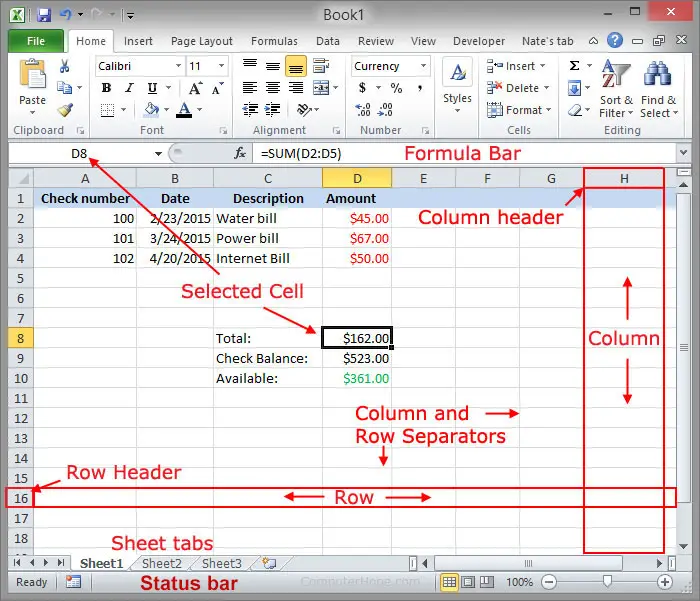 Book1
File Home Insert Page Layout Formulas Data Review View Developer Nate's tab
Calibri 11 Currency Insert
B I U A A $ % , Delete
Paste Styles Format Sort & Filter Find & Select
Clipboard Font Alignment Number Cells Editing
D8 fx =SUM(D2:D5) Formula Bar
A B C D E F G H
1 Check number Date Description Amount
2 100 2/23/2015 Water bill $45.00 Column header
3 101 3/24/2015 Power bill $67.00
4 102 4/20/2015 Internet Bill $50.00
5
6 Selected Cell
7
8 Total: $162.00 Column
9 Check Balance: $523.00
10 Available: $361.00
11
12 Column and
13 Row Separators
14
15 Row Header
16 Row
17
18 Sheet tabs
Sheet1 Sheet2 Sheet3
Ready Status bar ComputerHope.com 100%